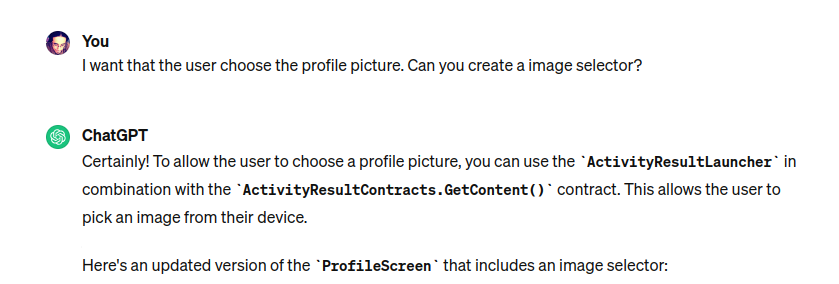 You
I want that the user choose the profile picture. Can you create a image selector?
ChatGPT
Certainly! To allow the user to choose a profile picture, you can use the `ActivityResultLauncher` in
combination with the `ActivityResultContracts.GetContent()` contract. This allows the user to
pick an image from their device.
Here's an updated version of the `ProfileScreen` that includes an image selector: